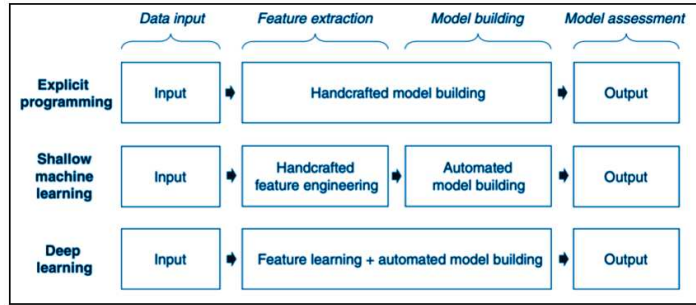 Data input Feature extraction Model building Model assessment
Explicit programming Input Handcrafted model building Output
Shallow machine learning Input Handcrafted feature engineering Automated model building Output
Deep learning Input Feature learning + automated model building Output